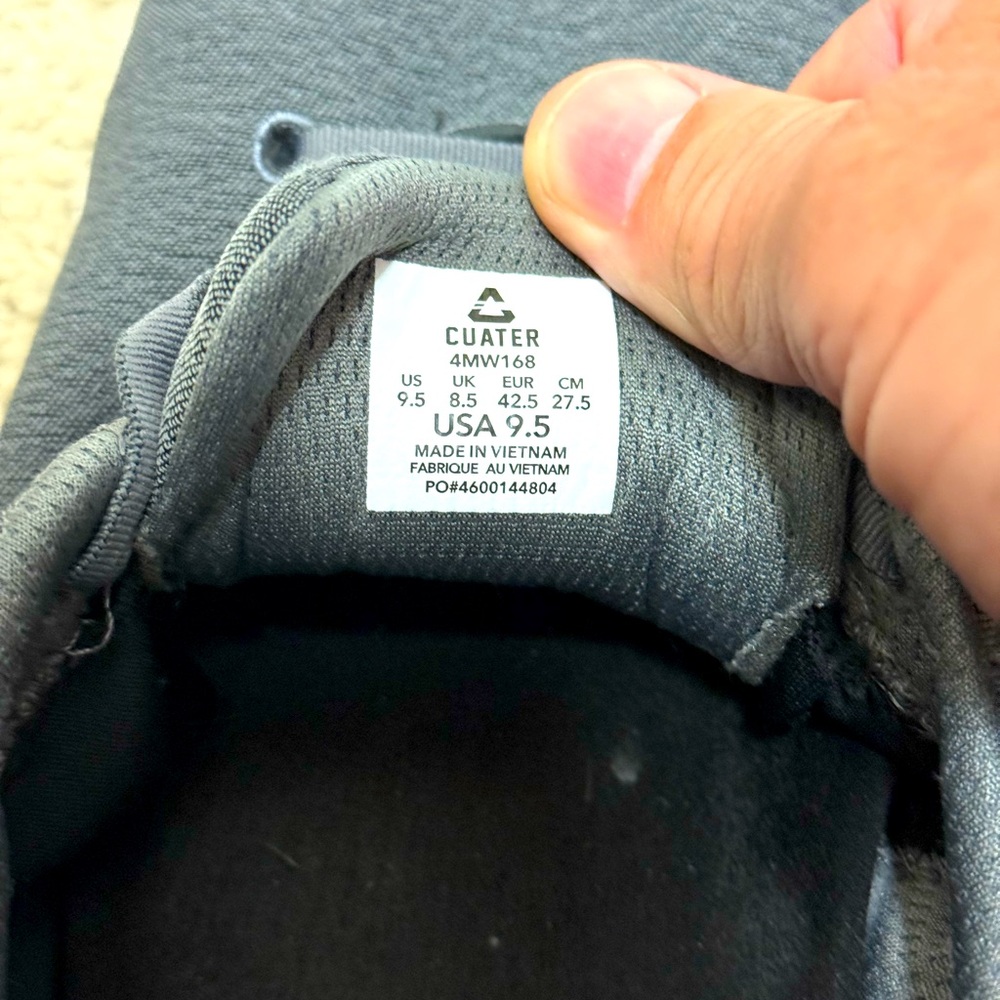 CUATER
4MW168
US UK EUR CM
9.5 8.5 42.5 27.5
USA 9.5
MADE IN VIETNAM
FABRIQUE AU VIETNAM
PO#4600144804